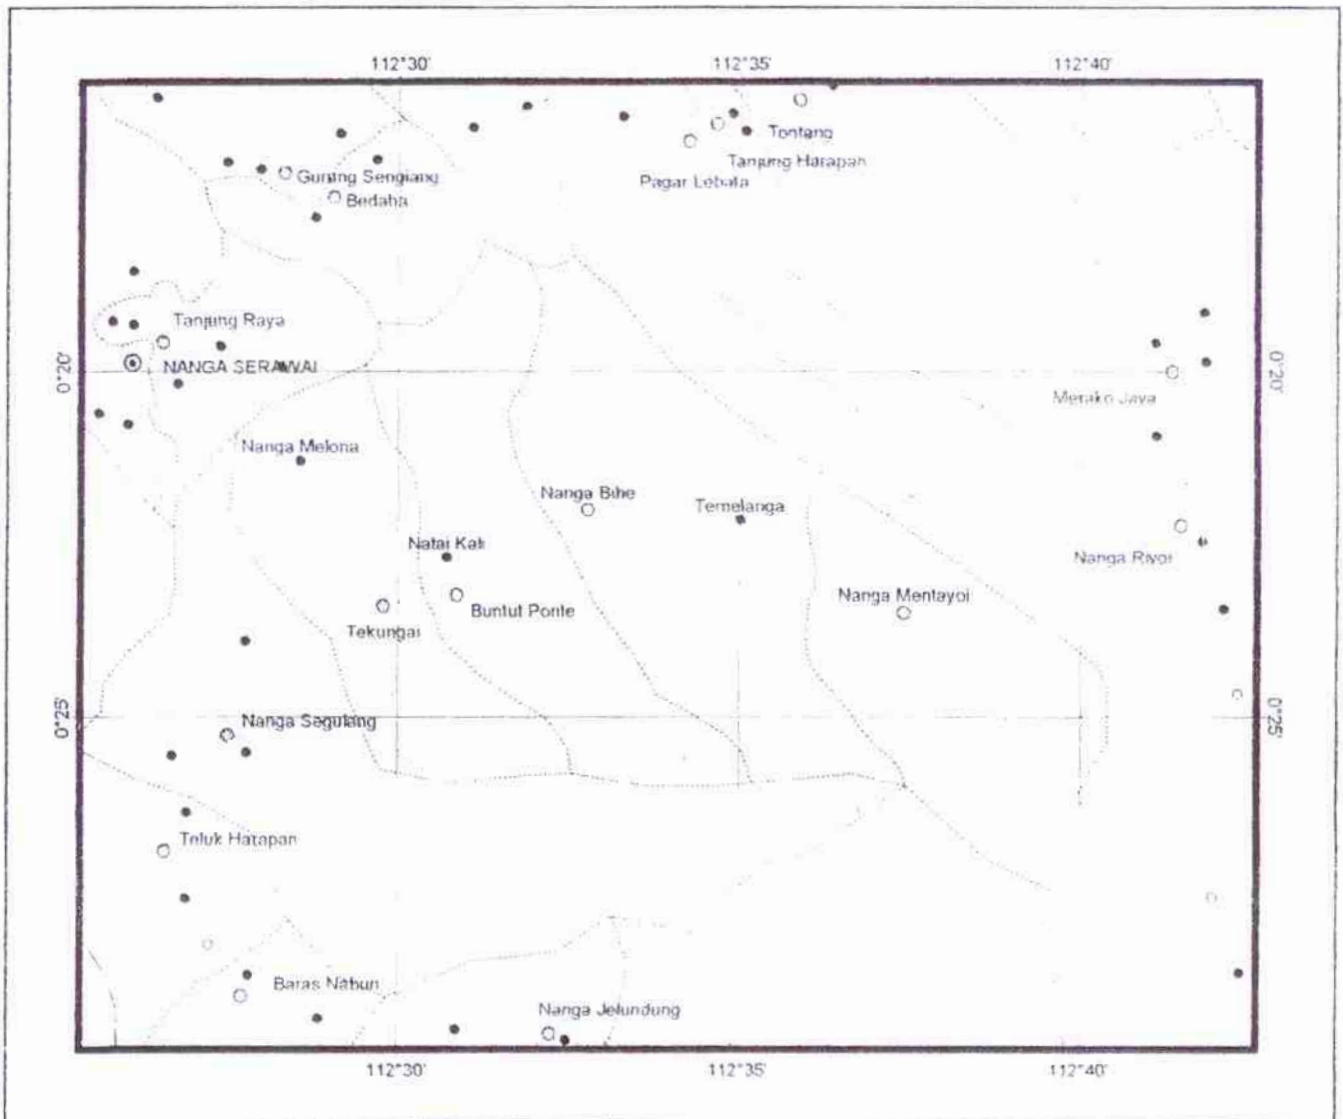 112°30'
112°35'
112°40'
Tontang
Tanjung Harapan
Pagar Lebata
Gunung Sengiang
Bedaha
Tanjung Raya
NANGA SERAWAI
0°20'
0°20'
Merako Jaya
Nanga Melona
Nanga Bihe
Temelanga
Natai Kali
Nanga Riyoi
Nanga Mentayoi
Buntut Ponte
Tekungai
0°25'
Nanga Segulang
0°25'
Teluk Harapan
Baras Nabun
Nanga Jelundung
112°30'
112°35'
112°40'